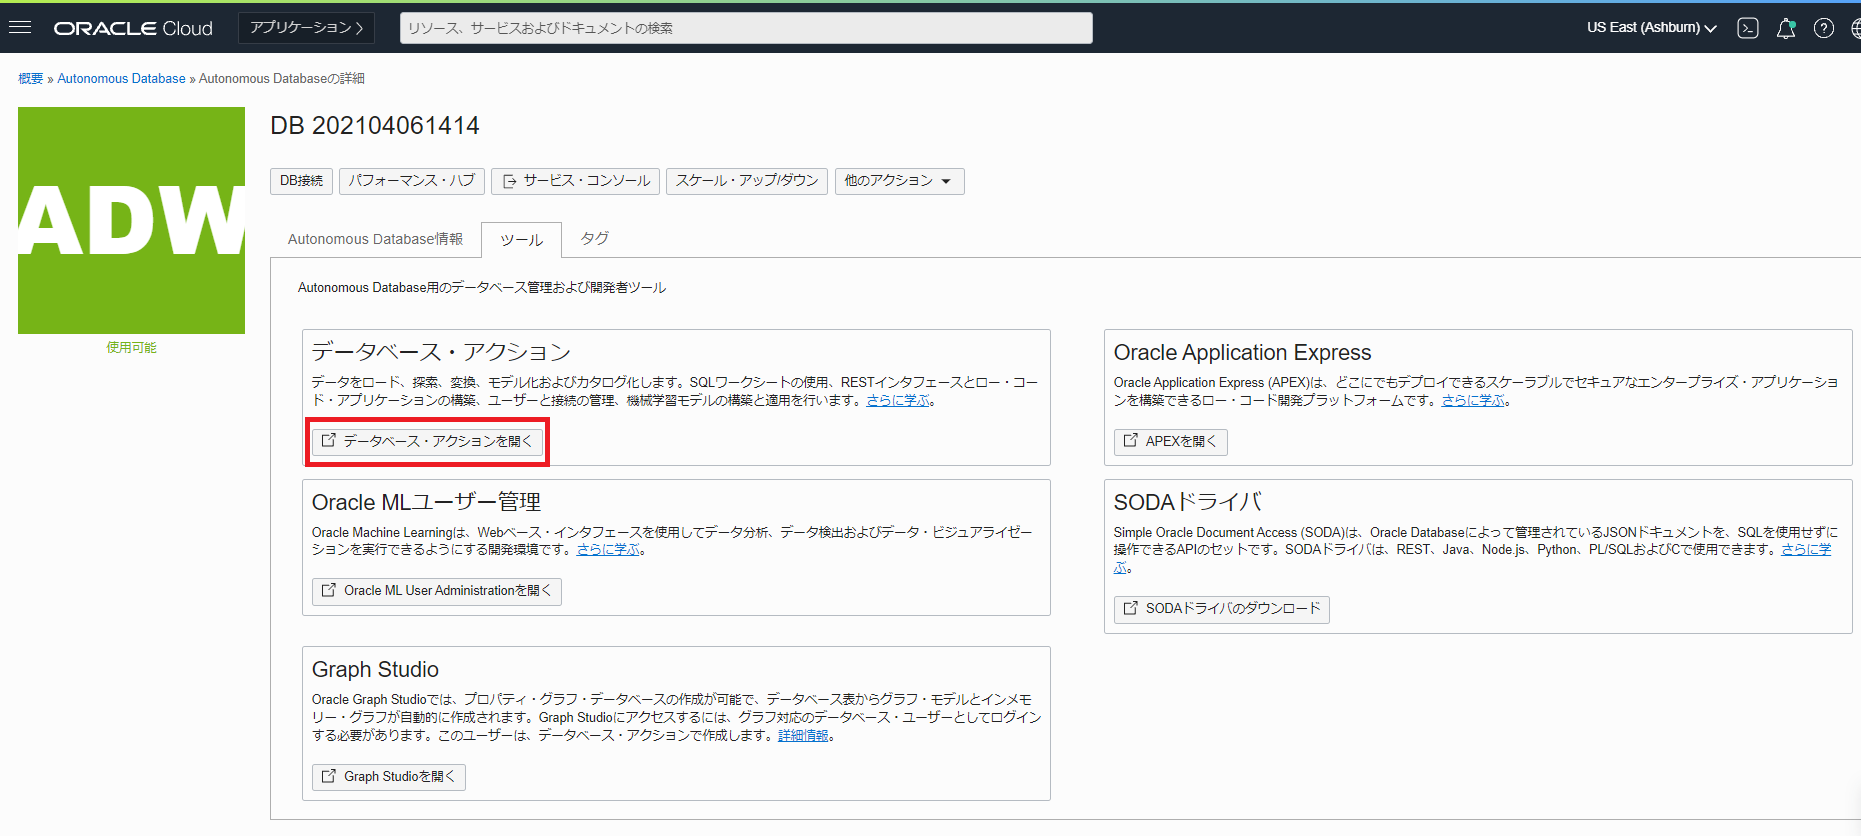 ORACLE Cloud
アプリケーション
リソース、サービスおよびドキュメントの検索
US East (Ashburn)
概要 » Autonomous Database » Autonomous Databaseの詳細
ADW
使用可能
DB 202104061414
DB接続
パフォーマンス・ハブ
サービス・コンソール
スケール・アップ/ダウン
他のアクション
Autonomous Database情報
ツール
タグ
Autonomous Database用のデータベース管理および開発者ツール
データベース・アクション
データをロード、探索、変換、モデル化およびカタログ化します。SQLワークシートの使用、RESTインタフェースとロー・コー
ド・アプリケーションの構築、ユーザーと接続の管理、機械学習モデルの構築と適用を行います。さらに学ぶ。
データベース・アクションを開く
Oracle Application Express
Oracle Application Express (APEX)は、どこにでもデプロイできるスケーラブルでセキュアなエンタープライズ・アプリケーショ
ンを構築できるロー・コード開発プラットフォームです。さらに学ぶ。
APEXを開く
Oracle MLユーザー管理
Oracle Machine Learningは、Webベース・インタフェースを使用してデータ分析、データ検出およびデータ・ビジュアライゼー
ションを実行できるようにする開発環境です。さらに学ぶ。
Oracle ML User Administrationを開く
SODAドライバ
Simple Oracle Document Access (SODA)は、Oracle Databaseによって管理されているJSONドキュメントを、SQLを使用せずに
操作できるAPIのセットです。SODAドライバは、REST、Java、Node.js、Python、PL/SQLおよびCで使用できます。さらに学
ぶ。
SODAドライバのダウンロード
Graph Studio
Oracle Graph Studioでは、プロパティ・グラフ・データベースの作成が可能で、データベース表からグラフ・モデルとインメモ
リー・グラフが自動的に作成されます。Graph Studioにアクセスするには、グラフ対応のデータベース・ユーザーとしてログイン
する必要があります。このユーザーは、データベース・アクションで作成します。詳細情報。
Graph Studioを開く